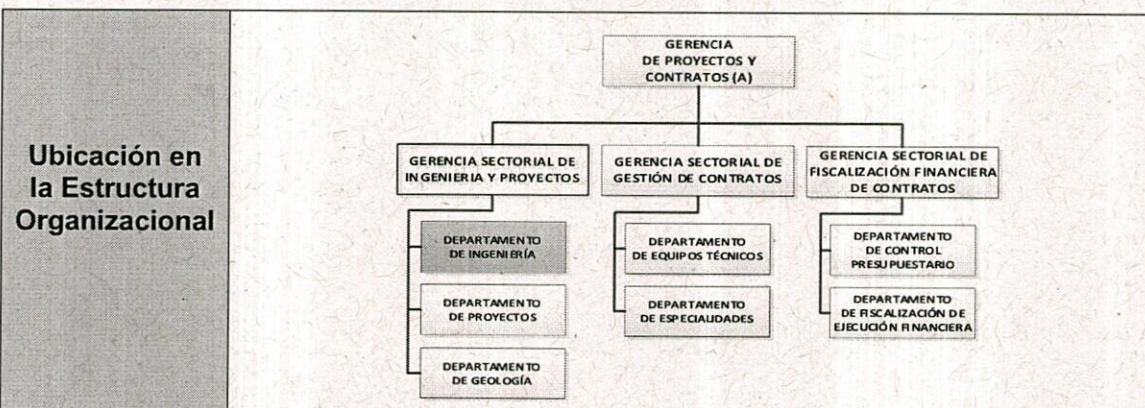 Ubicación en
la Estructura
Organizacional
GERENCIA
DE PROYECTOS Y
CONTRATOS (A)
GERENCIA SECTORIAL DE
INGENIERIA Y PROYECTOS
GERENCIA SECTORIAL DE
GESTIÓN DE CONTRATOS
GERENCIA SECTORIAL DE
FISCALIZACIÓN FINANCIERA
DE CONTRATOS
DEPARTAMENTO
DE INGENIERÍA
DEPARTAMENTO
DE PROYECTOS
DEPARTAMENTO
DE GEOLOGÍA
DEPARTAMENTO
DE EQUIPOS TÉCNICOS
DEPARTAMENTO
DE ESPECIALIDADES
DEPARTAMENTO
DE CONTROL
PRESUPUESTARIO
DEPARTAMENTO
DE FISCALIZACIÓN DE
EJECUCIÓN FINANCIERA